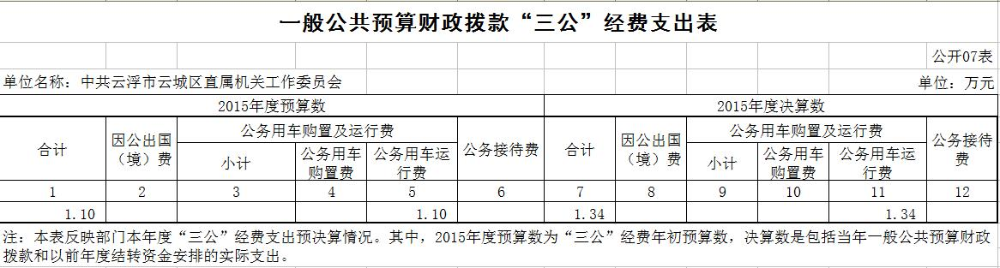 一般公共预算财政拨款“三公”经费支出表
公开07表
单位名称：中共云浮市云城区直属机关工作委员会 单位：万元
2015年度预算数 2015年度决算数
合计 因公出国（境）费 公务用车购置及运行费 公务接待费 合计 因公出国（境）费 公务用车购置及运行费 公务接待费
小计 公务用车购置费 公务用车运行费 小计 公务用车购置费 公务用车运行费
1 2 3 4 5 6 7 8 9 10 11 12
1.10 1.10 1.34 1.34
注：本表反映部门本年度“三公”经费支出预决算情况。其中，2015年度预算数为“三公”经费年初预算数，决算数是包括当年一般公共预算财政
拨款和以前年度结转资金安排的实际支出。